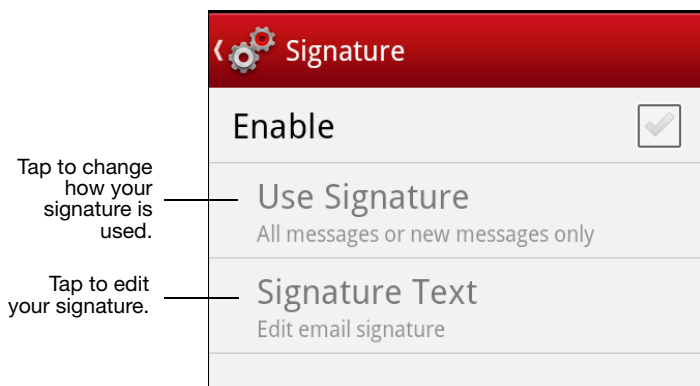 Signature
Enable
Tap to change
how your
signature is
used.
Use Signature
All messages or new messages only
Tap to edit
your signature.
Signature Text
Edit email signature